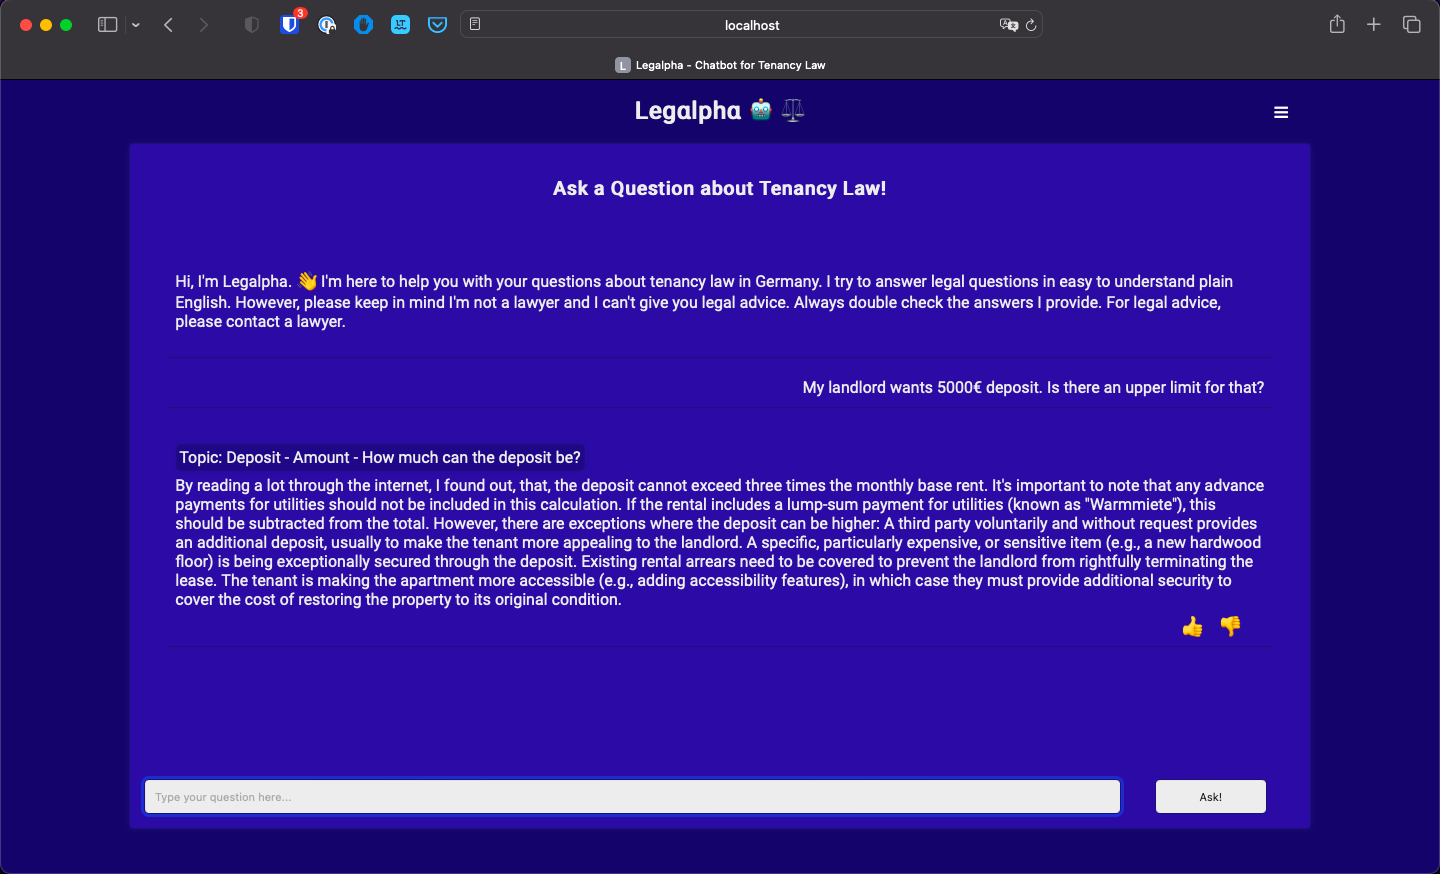 3
localhost
L Legalpha - Chatbot for Tenancy Law
Legalpha 🤖 ⚖️
Ask a Question about Tenancy Law!
Hi, I'm Legalpha. 👋 I'm here to help you with your questions about tenancy law in Germany. I try to answer legal questions in easy to understand plain
English. However, please keep in mind I'm not a lawyer and I can't give you legal advice. Always double check the answers I provide. For legal advice,
please contact a lawyer.
My landlord wants 5000€ deposit. Is there an upper limit for that?
Topic: Deposit - Amount - How much can the deposit be?
By reading a lot through the internet, I found out, that, the deposit cannot exceed three times the monthly base rent. It's important to note that any advance
payments for utilities should not be included in this calculation. If the rental includes a lump-sum payment for utilities (known as "Warmmiete"), this
should be subtracted from the total. However, there are exceptions where the deposit can be higher: A third party voluntarily and without request provides
an additional deposit, usually to make the tenant more appealing to the landlord. A specific, particularly expensive, or sensitive item (e.g., a new hardwood
floor) is being exceptionally secured through the deposit. Existing rental arrears need to be covered to prevent the landlord from rightfully terminating the
lease. The tenant is making the apartment more accessible (e.g., adding accessibility features), in which case they must provide additional security to
cover the cost of restoring the property to its original condition.
👍 👎
Type your question here...
Ask!